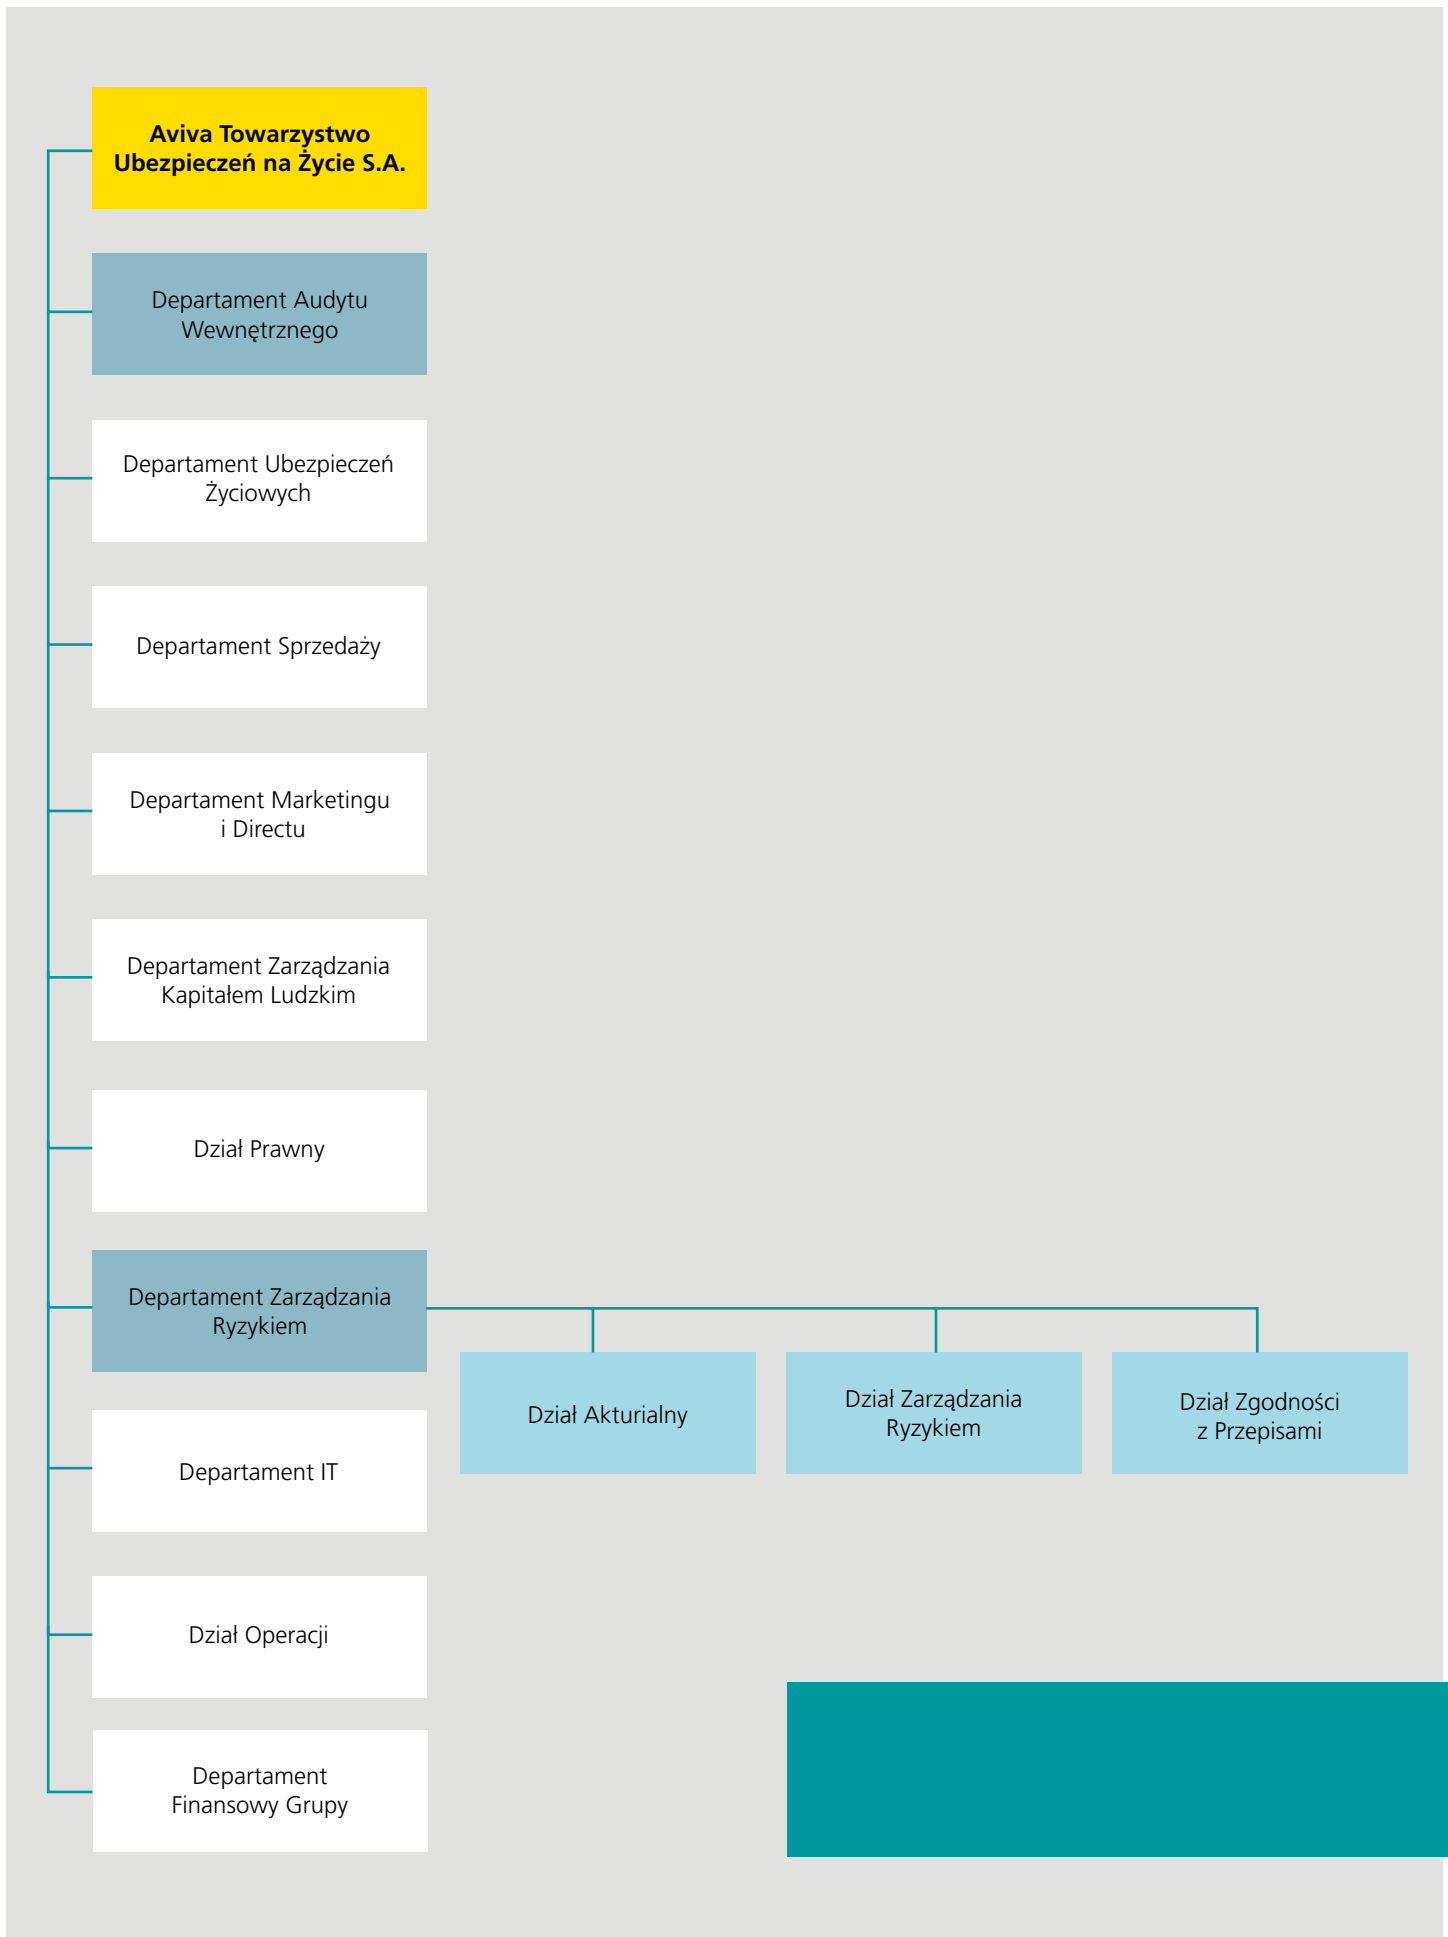 Aviva Towarzystwo
Ubezpieczeń na Życie S.A.
Departament Audytu
Wewnętrznego
Departament Ubezpieczeń
Życiowych
Departament Sprzedaży
Departament Marketingu
i Directu
Departament Zarządzania
Kapitałem Ludzkim
Dział Prawny
Departament Zarządzania
Ryzykiem
Dział Akturialny
Dział Zarządzania
Ryzykiem
Dział Zgodności
z Przepisami
Departament IT
Dział Operacji
Departament
Finansowy Grupy